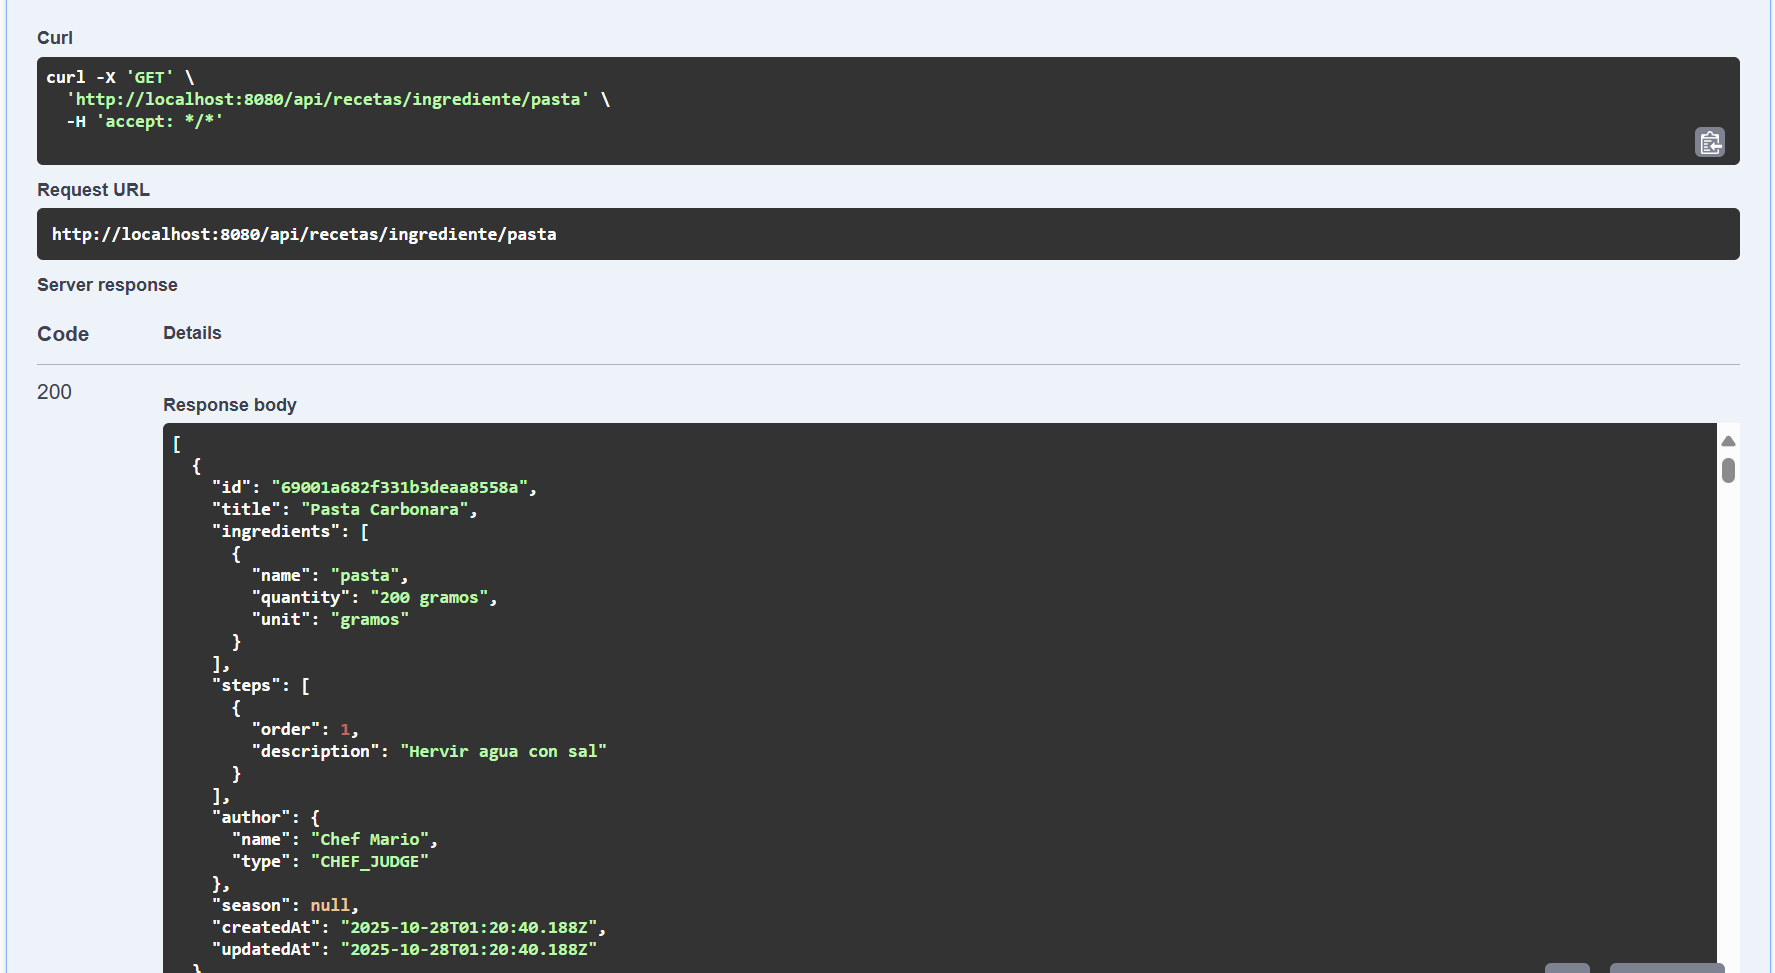 Curl
curl -X 'GET' \
  'http://localhost:8080/api/recetas/ingrediente/pasta' \
  -H 'accept: */*'
Request URL
http://localhost:8080/api/recetas/ingrediente/pasta
Server response
Code Details
200
Response body
[
  {
    "id": "69001a682f331b3deaa8558a",
    "title": "Pasta Carbonara",
    "ingredients": [
      {
        "name": "pasta",
        "quantity": "200 gramos",
        "unit": "gramos"
      }
    ],
    "steps": [
      {
        "order": 1,
        "description": "Hervir agua con sal"
      }
    ],
    "author": {
      "name": "Chef Mario",
      "type": "CHEF_JUDGE"
    },
    "season": null,
    "createdAt": "2025-10-28T01:20:40.188Z",
    "updatedAt": "2025-10-28T01:20:40.188Z"
  }